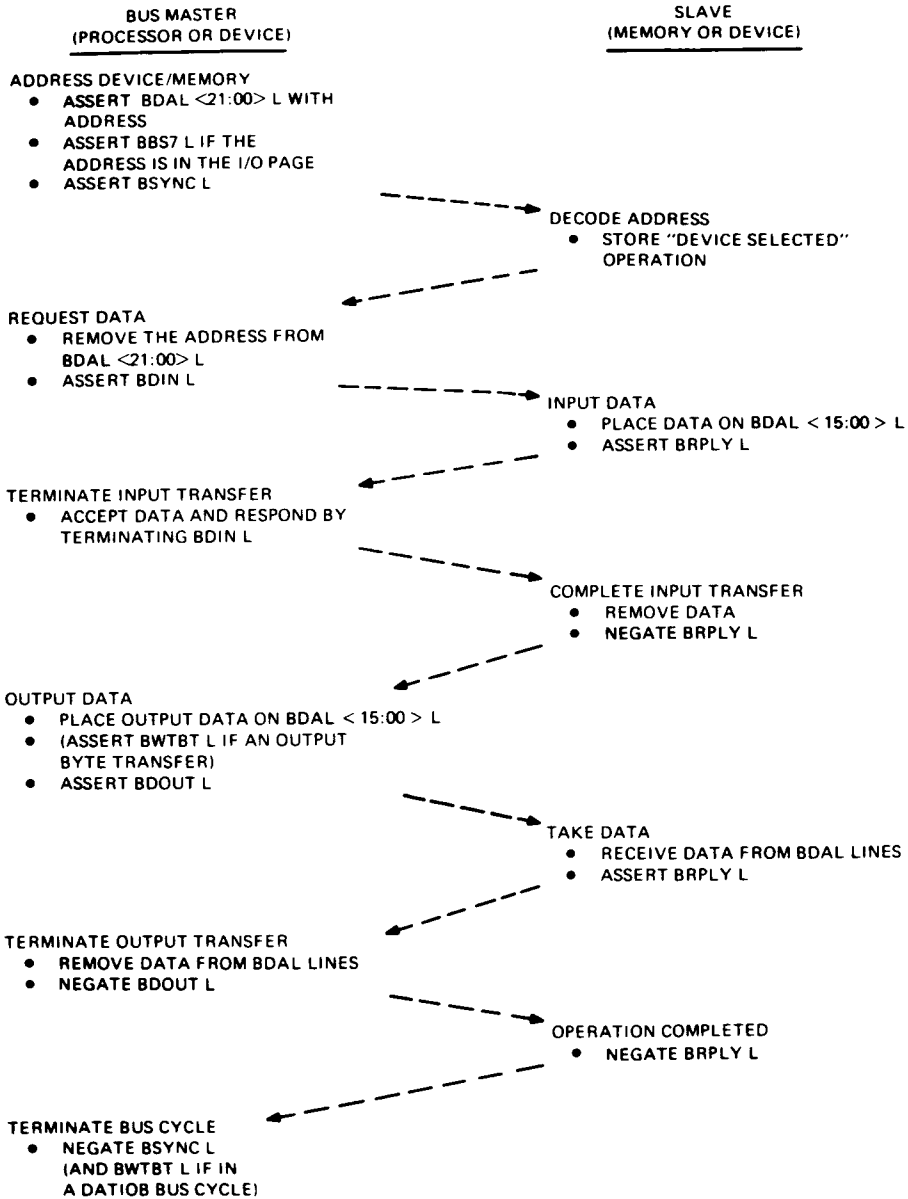 BUS MASTER
(PROCESSOR OR DEVICE)
SLAVE
(MEMORY OR DEVICE)
ADDRESS DEVICE/MEMORY
● ASSERT BDAL <21:00> L WITH
ADDRESS
● ASSERT BBS7 L IF THE
ADDRESS IS IN THE I/O PAGE
● ASSERT BSYNC L
DECODE ADDRESS
● STORE "DEVICE SELECTED"
OPERATION
REQUEST DATA
● REMOVE THE ADDRESS FROM
BDAL <21:00> L
● ASSERT BDIN L
INPUT DATA
● PLACE DATA ON BDAL < 15:00 > L
● ASSERT BRPLY L
TERMINATE INPUT TRANSFER
● ACCEPT DATA AND RESPOND BY
TERMINATING BDIN L
COMPLETE INPUT TRANSFER
● REMOVE DATA
● NEGATE BRPLY L
OUTPUT DATA
● PLACE OUTPUT DATA ON BDAL < 15:00 > L
● (ASSERT BWTBT L IF AN OUTPUT
BYTE TRANSFER)
● ASSERT BDOUT L
TAKE DATA
● RECEIVE DATA FROM BDAL LINES
● ASSERT BRPLY L
TERMINATE OUTPUT TRANSFER
● REMOVE DATA FROM BDAL LINES
● NEGATE BDOUT L
OPERATION COMPLETED
● NEGATE BRPLY L
TERMINATE BUS CYCLE
● NEGATE BSYNC L
(AND BWTBT L IF IN
A DATIOB BUS CYCLE)